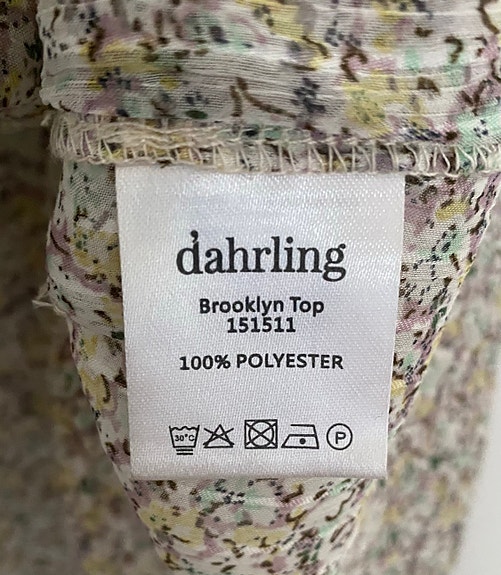 dahrling
Brooklyn Top
151511
100% POLYESTER
30°C P